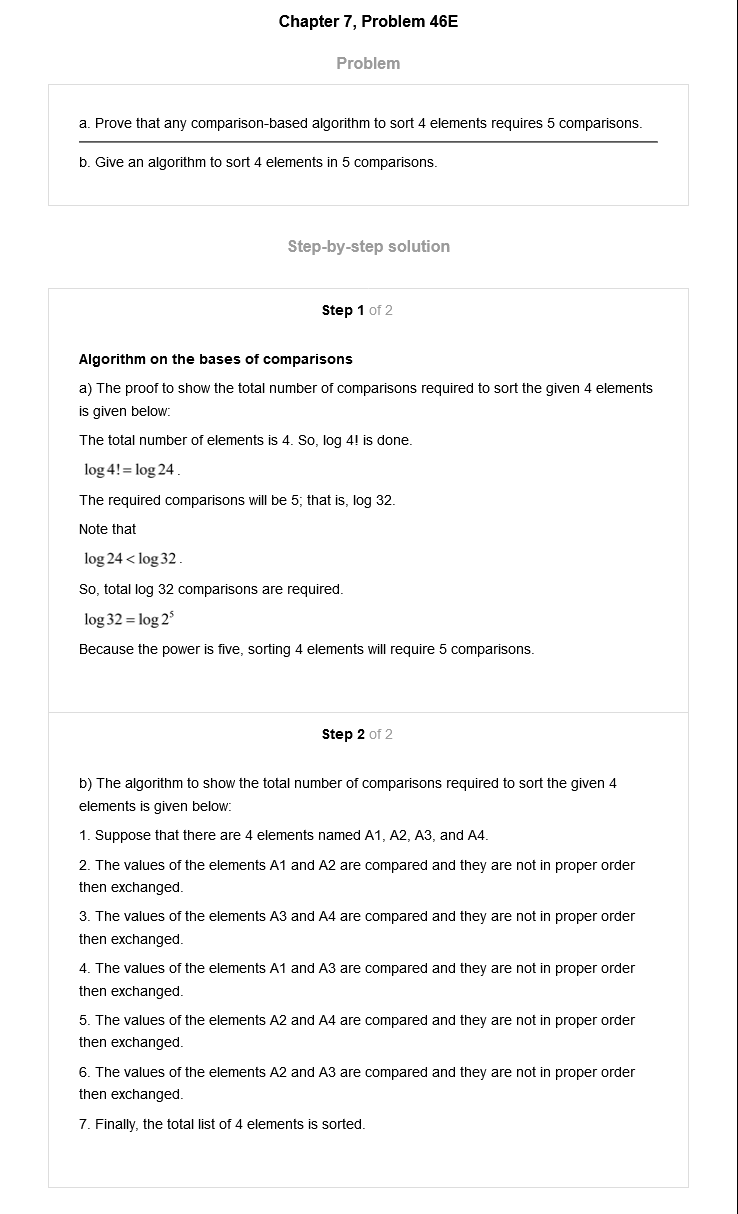 Chapter 7, Problem 46E
Problem
a. Prove that any comparison-based algorithm to sort 4 elements requires 5 comparisons.
b. Give an algorithm to sort 4 elements in 5 comparisons.
Step-by-step solution
Step 1 of 2
Algorithm on the bases of comparisons
a) The proof to show the total number of comparisons required to sort the given 4 elements
is given below:
The total number of elements is 4. So, log 4! is done.
log 4! = log 24 .
The required comparisons will be 5; that is, log 32.
Note that
log 24 < log 32 .
So, total log 32 comparisons are required.
log 32 = log 2⁵
Because the power is five, sorting 4 elements will require 5 comparisons.
Step 2 of 2
b) The algorithm to show the total number of comparisons required to sort the given 4
elements is given below:
1. Suppose that there are 4 elements named A1, A2, A3, and A4.
2. The values of the elements A1 and A2 are compared and they are not in proper order
then exchanged.
3. The values of the elements A3 and A4 are compared and they are not in proper order
then exchanged.
4. The values of the elements A1 and A3 are compared and they are not in proper order
then exchanged.
5. The values of the elements A2 and A4 are compared and they are not in proper order
then exchanged.
6. The values of the elements A2 and A3 are compared and they are not in proper order
then exchanged.
7. Finally, the total list of 4 elements is sorted.